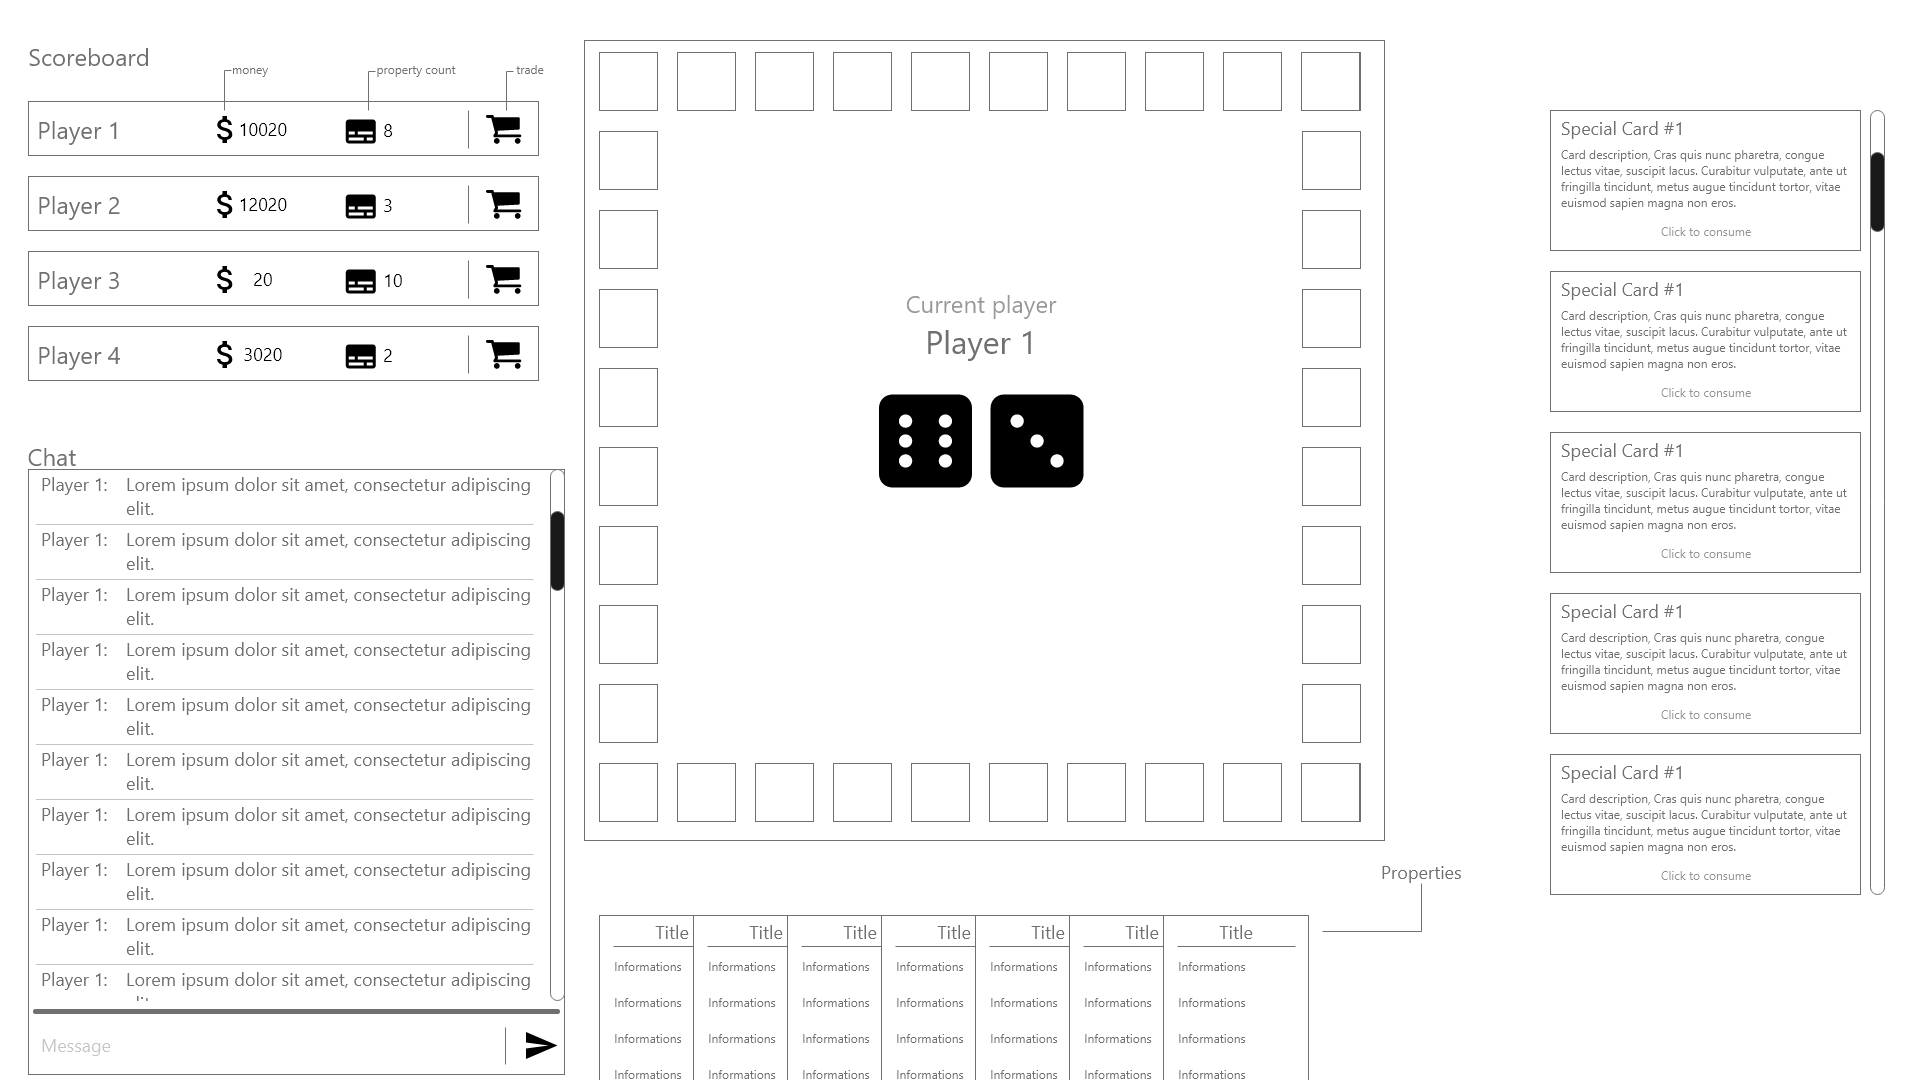 Scoreboard
money
property count
trade
Player 1
$ 10020
8
Player 2
$ 12020
3
Player 3
$ 20
10
Player 4
$ 3020
2
Chat
Player 1: Lorem ipsum dolor sit amet, consectetur adipiscing
elit.
Player 1: Lorem ipsum dolor sit amet, consectetur adipiscing
elit.
Player 1: Lorem ipsum dolor sit amet, consectetur adipiscing
elit.
Player 1: Lorem ipsum dolor sit amet, consectetur adipiscing
elit.
Player 1: Lorem ipsum dolor sit amet, consectetur adipiscing
elit.
Player 1: Lorem ipsum dolor sit amet, consectetur adipiscing
elit.
Player 1: Lorem ipsum dolor sit amet, consectetur adipiscing
elit.
Player 1: Lorem ipsum dolor sit amet, consectetur adipiscing
elit.
Player 1: Lorem ipsum dolor sit amet, consectetur adipiscing
elit.
Player 1: Lorem ipsum dolor sit amet, consectetur adipiscing
Message
Current player
Player 1
Properties
Title Title Title Title Title Title Title
Informations Informations Informations Informations Informations Informations Informations
Informations Informations Informations Informations Informations Informations Informations
Informations Informations Informations Informations Informations Informations Informations
Informations Informations Informations Informations Informations Informations Informations
Special Card #1
Card description, Cras quis nunc pharetra, congue
lectus vitae, suscipit lacus. Curabitur vulputate, ante ut
fringilla tincidunt, metus augue tincidunt tortor, vitae
euismod sapien magna non eros.
Click to consume
Special Card #1
Card description, Cras quis nunc pharetra, congue
lectus vitae, suscipit lacus. Curabitur vulputate, ante ut
fringilla tincidunt, metus augue tincidunt tortor, vitae
euismod sapien magna non eros.
Click to consume
Special Card #1
Card description, Cras quis nunc pharetra, congue
lectus vitae, suscipit lacus. Curabitur vulputate, ante ut
fringilla tincidunt, metus augue tincidunt tortor, vitae
euismod sapien magna non eros.
Click to consume
Special Card #1
Card description, Cras quis nunc pharetra, congue
lectus vitae, suscipit lacus. Curabitur vulputate, ante ut
fringilla tincidunt, metus augue tincidunt tortor, vitae
euismod sapien magna non eros.
Click to consume
Special Card #1
Card description, Cras quis nunc pharetra, congue
lectus vitae, suscipit lacus. Curabitur vulputate, ante ut
fringilla tincidunt, metus augue tincidunt tortor, vitae
euismod sapien magna non eros.
Click to consume